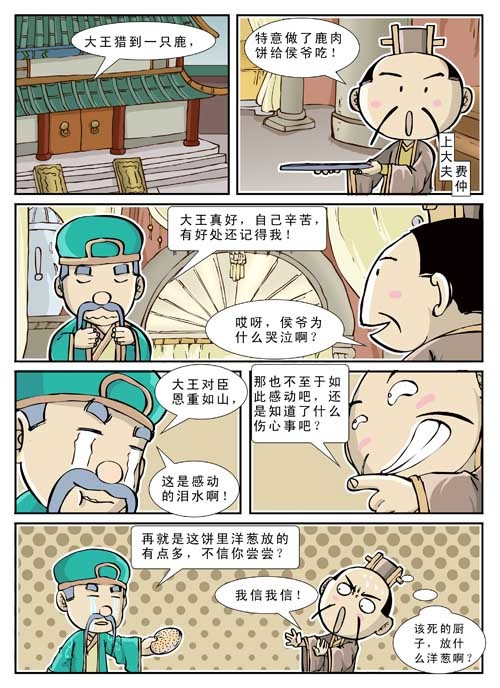 大王猎到一只鹿，
特意做了鹿肉
饼给侯爷吃！
上大夫
费仲
大王真好，自己辛苦，
有好处还记得我！
哎呀，侯爷为
什么哭泣啊？
大王对臣
恩重如山，
这是感动
的泪水啊！
那也不至于如
此感动吧，还
是知道了什么
伤心事吧？
再就是这饼里洋葱放的
有点多，不信你尝尝？
我信我信！
该死的厨
子，放什
么洋葱啊？